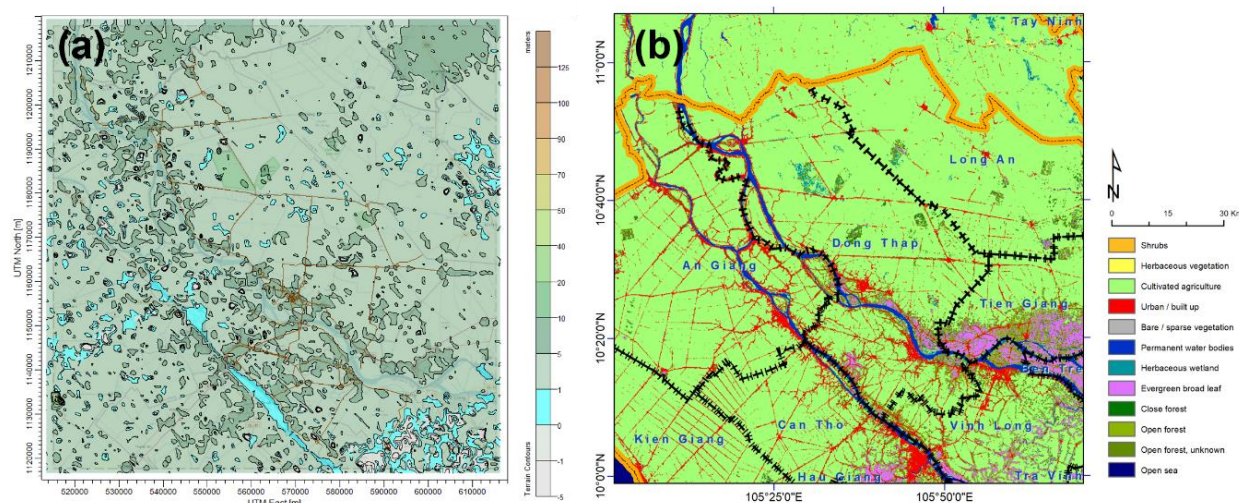 (a)
UTM North [m]
1210000
1200000
1190000
1180000
1170000
1160000
1150000
1140000
1130000
1120000
520000 530000 540000 550000 560000 570000 580000 590000 600000 610000
UTM East [m]
meters
125
100
90
70
50
40
20
10
5
1
0
-1
-5
Terrain Contours
(b)
11°0'0"N
10°40'0"N
10°20'0"N
10°0'0"N
105°25'0"E
105°50'0"E
Tay Ninh
Long An
Dong Thap
An Giang
Tien Giang
Ben Tre
Vinh Long
Can Tho
Kien Giang
Hau Giang
Tra Vinh
N
0 15 30 K
Shrubs
Herbaceous vegetation
Cultivated agriculture
Urban / built up
Bare / sparse vegetation
Permanent water bodies
Herbaceous wetland
Evergreen broad leaf
Close forest
Open forest
Open forest, unknown
Open sea